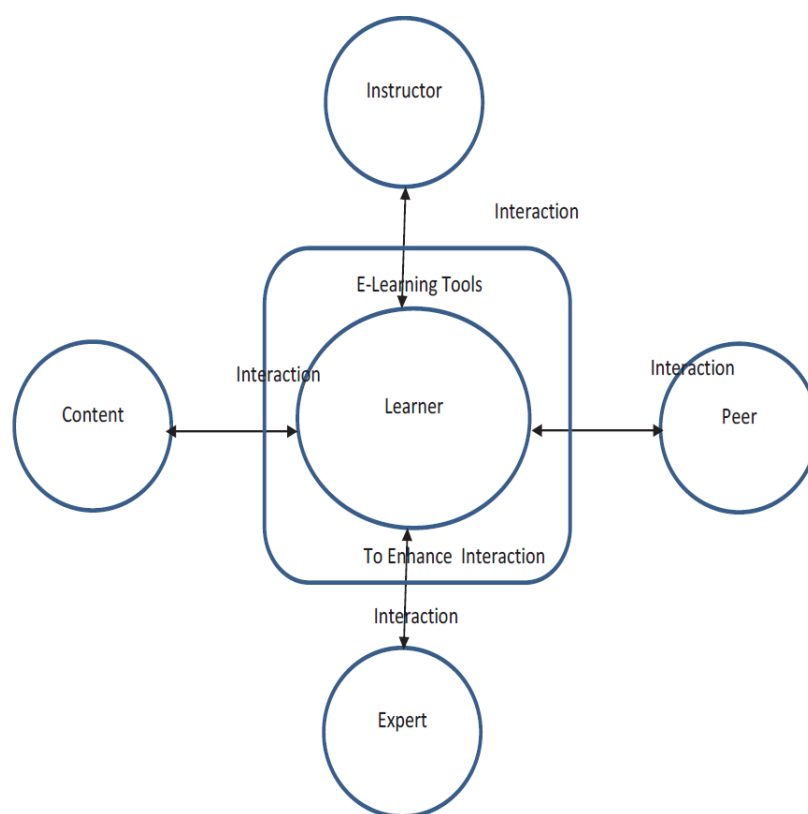 Instructor
Interaction
E-Learning Tools
Interaction
Interaction
Content
Learner
Peer
To Enhance Interaction
Interaction
Expert